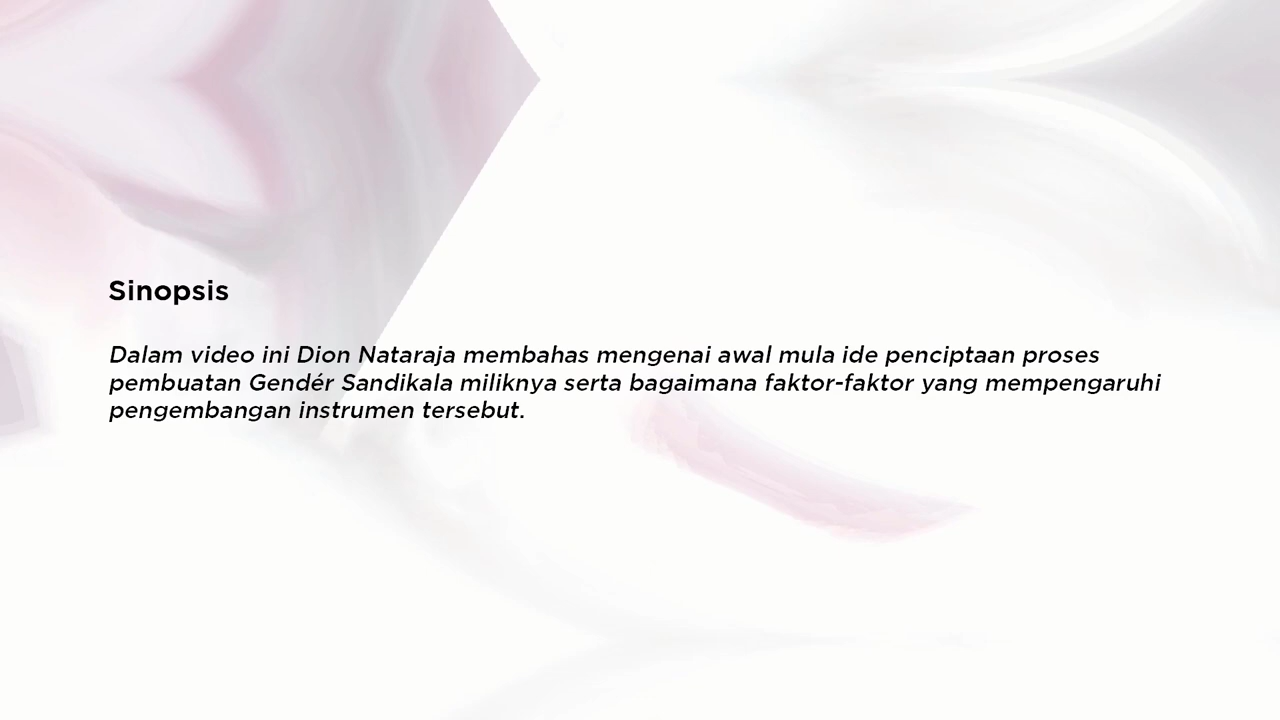 Sinopsis
Dalam video ini Dion Nataraja membahas mengenai awal mula ide penciptaan proses
pembuatan Gendér Sandikala miliknya serta bagaimana faktor-faktor yang mempengaruhi
pengembangan instrumen tersebut.